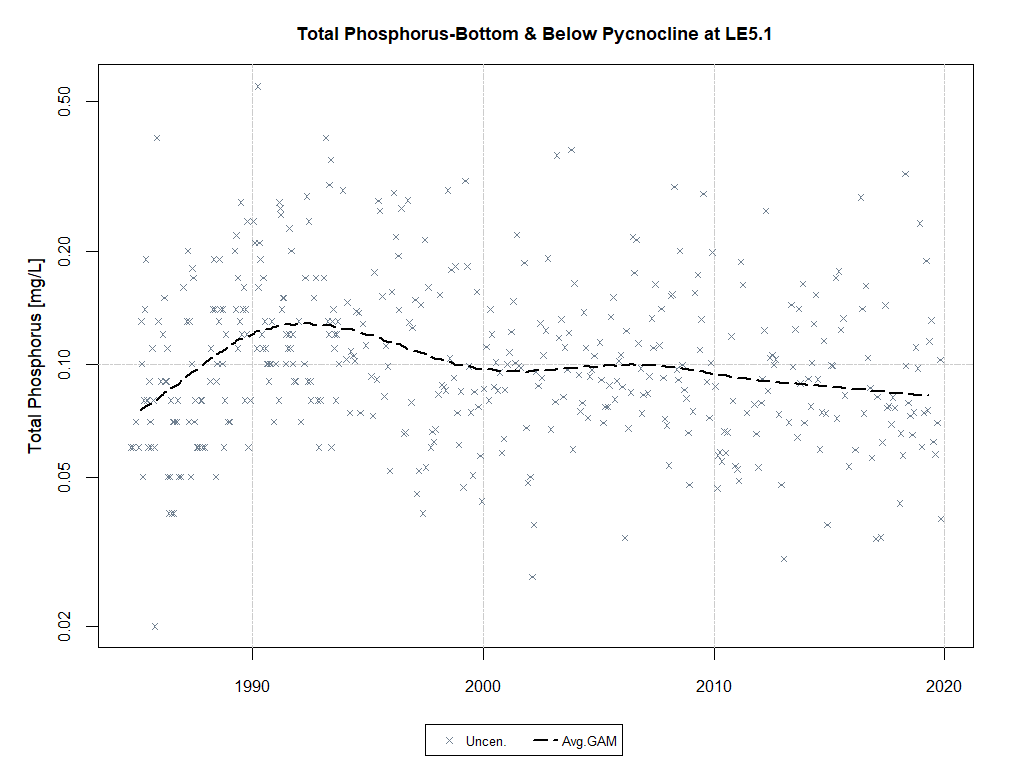 Total Phosphorus-Bottom & Below Pycnocline at LE5.1
Total Phosphorus [mg/L]
0.50
0.20
0.10
0.05
0.02
1990 2000 2010 2020
Uncen. Avg.GAM